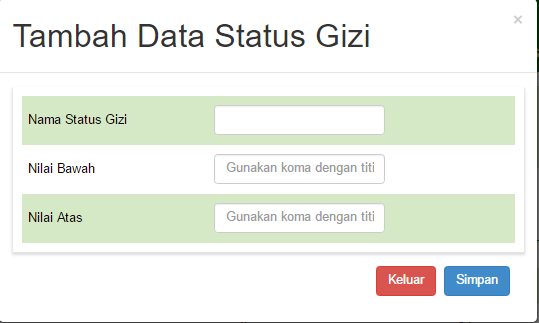 ×
Tambah Data Status Gizi
Nama Status Gizi
Nilai Bawah
Gunakan koma dengan titi
Nilai Atas
Gunakan koma dengan titi
Keluar
Simpan